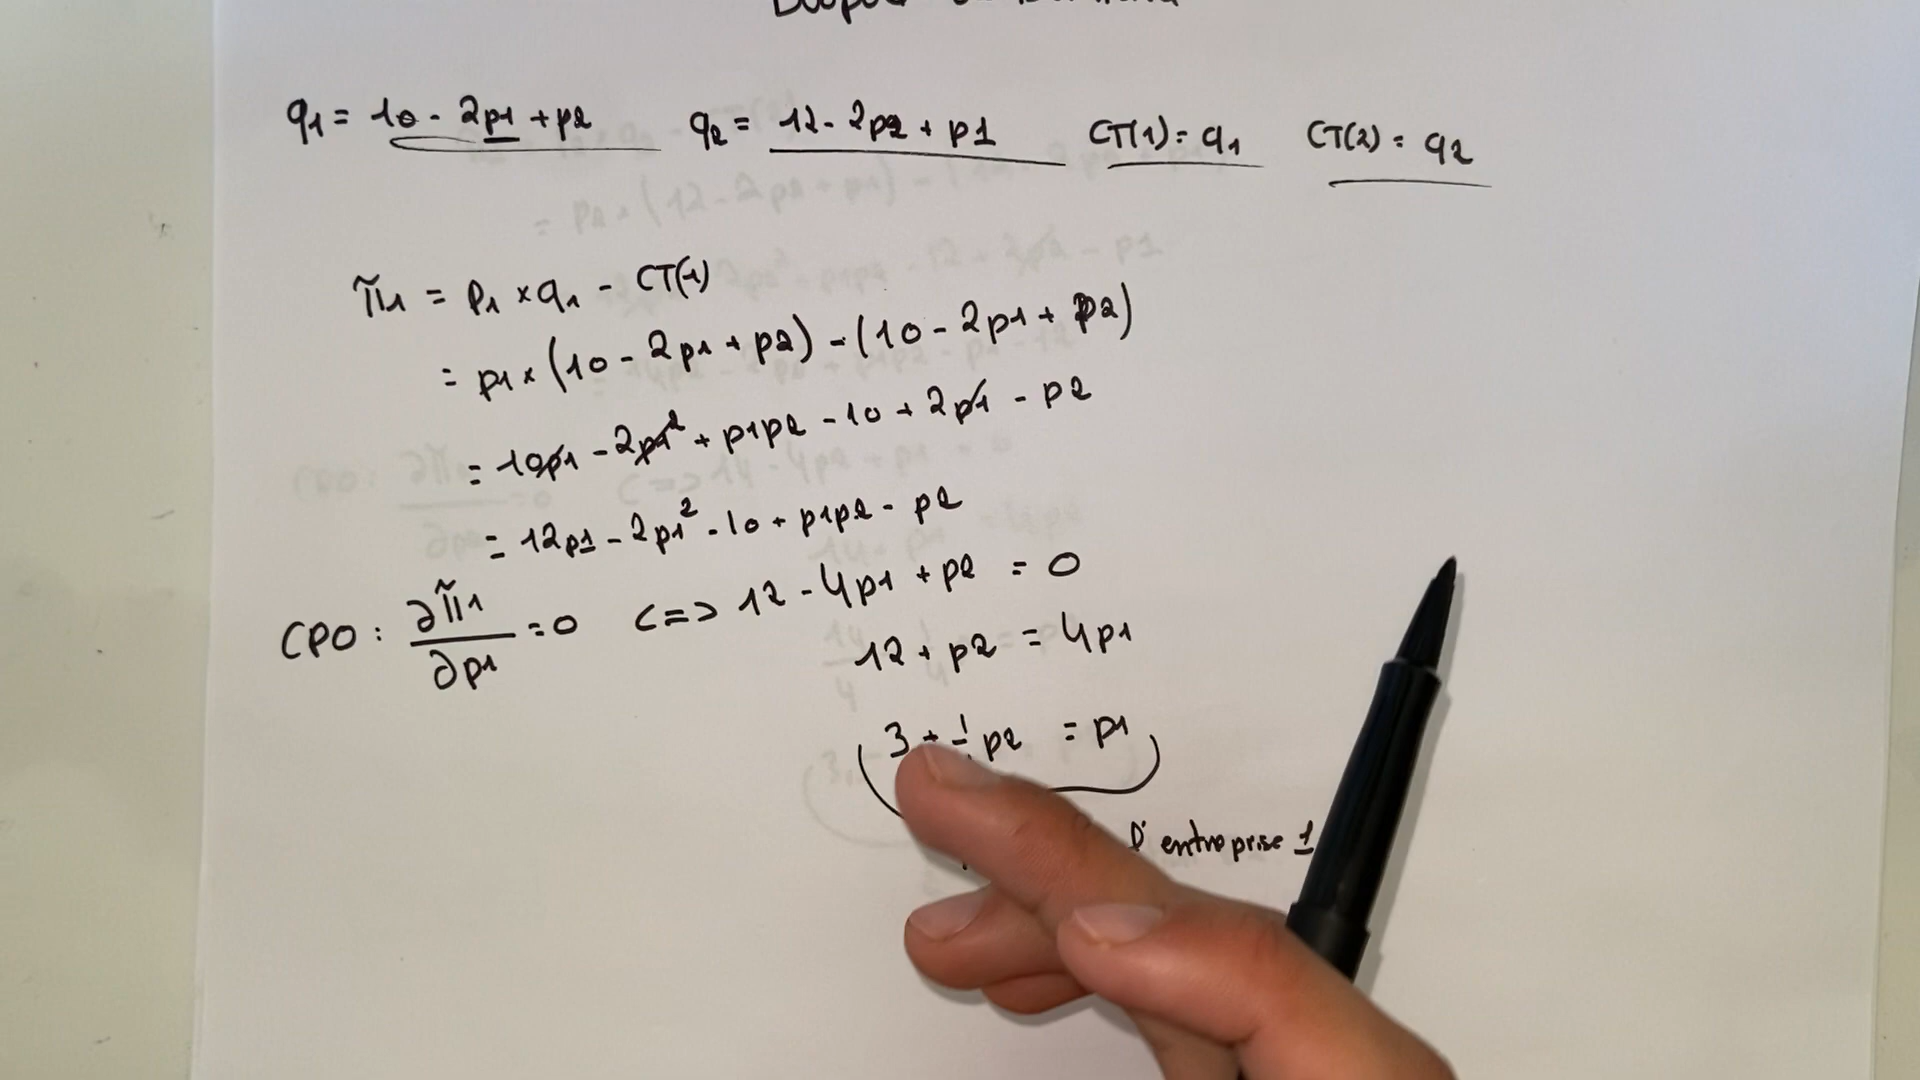 q1 = 10 - 2p1 + p2 q2 = 12 - 2p2 + p1 CT(1) = q1 CT(2) = q2
π1 = p1 × q1 - CT(1)
= p1 × (10 - 2p1 + p2) - (10 - 2p1 + p2)
= 10p1 - 2p1² + p1p2 - 10 + 2p1 - p2
= 12p1 - 2p1² - 10 + p1p2 - p2
CPO : ∂π1/∂p1 = 0 <=> 12 - 4p1 + p2 = 0
12 + p2 = 4p1
3 + p2 = p1
l'entreprise 1